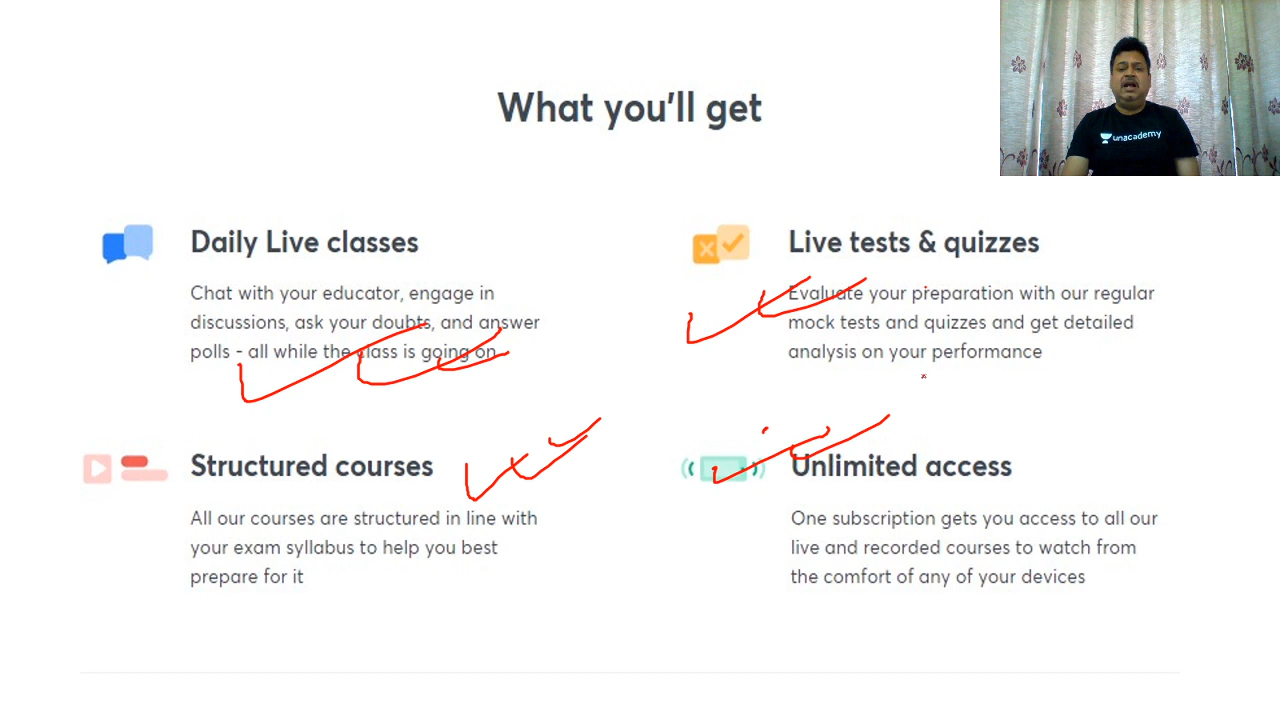 What you'll get
unacademy
Daily Live classes
Chat with your educator, engage in
discussions, ask your doubts, and answer
polls - all while the class is going on
Live tests & quizzes
Evaluate your preparation with our regular
mock tests and quizzes and get detailed
analysis on your performance
Structured courses
All our courses are structured in line with
your exam syllabus to help you best
prepare for it
Unlimited access
One subscription gets you access to all our
live and recorded courses to watch from
the comfort of any of your devices